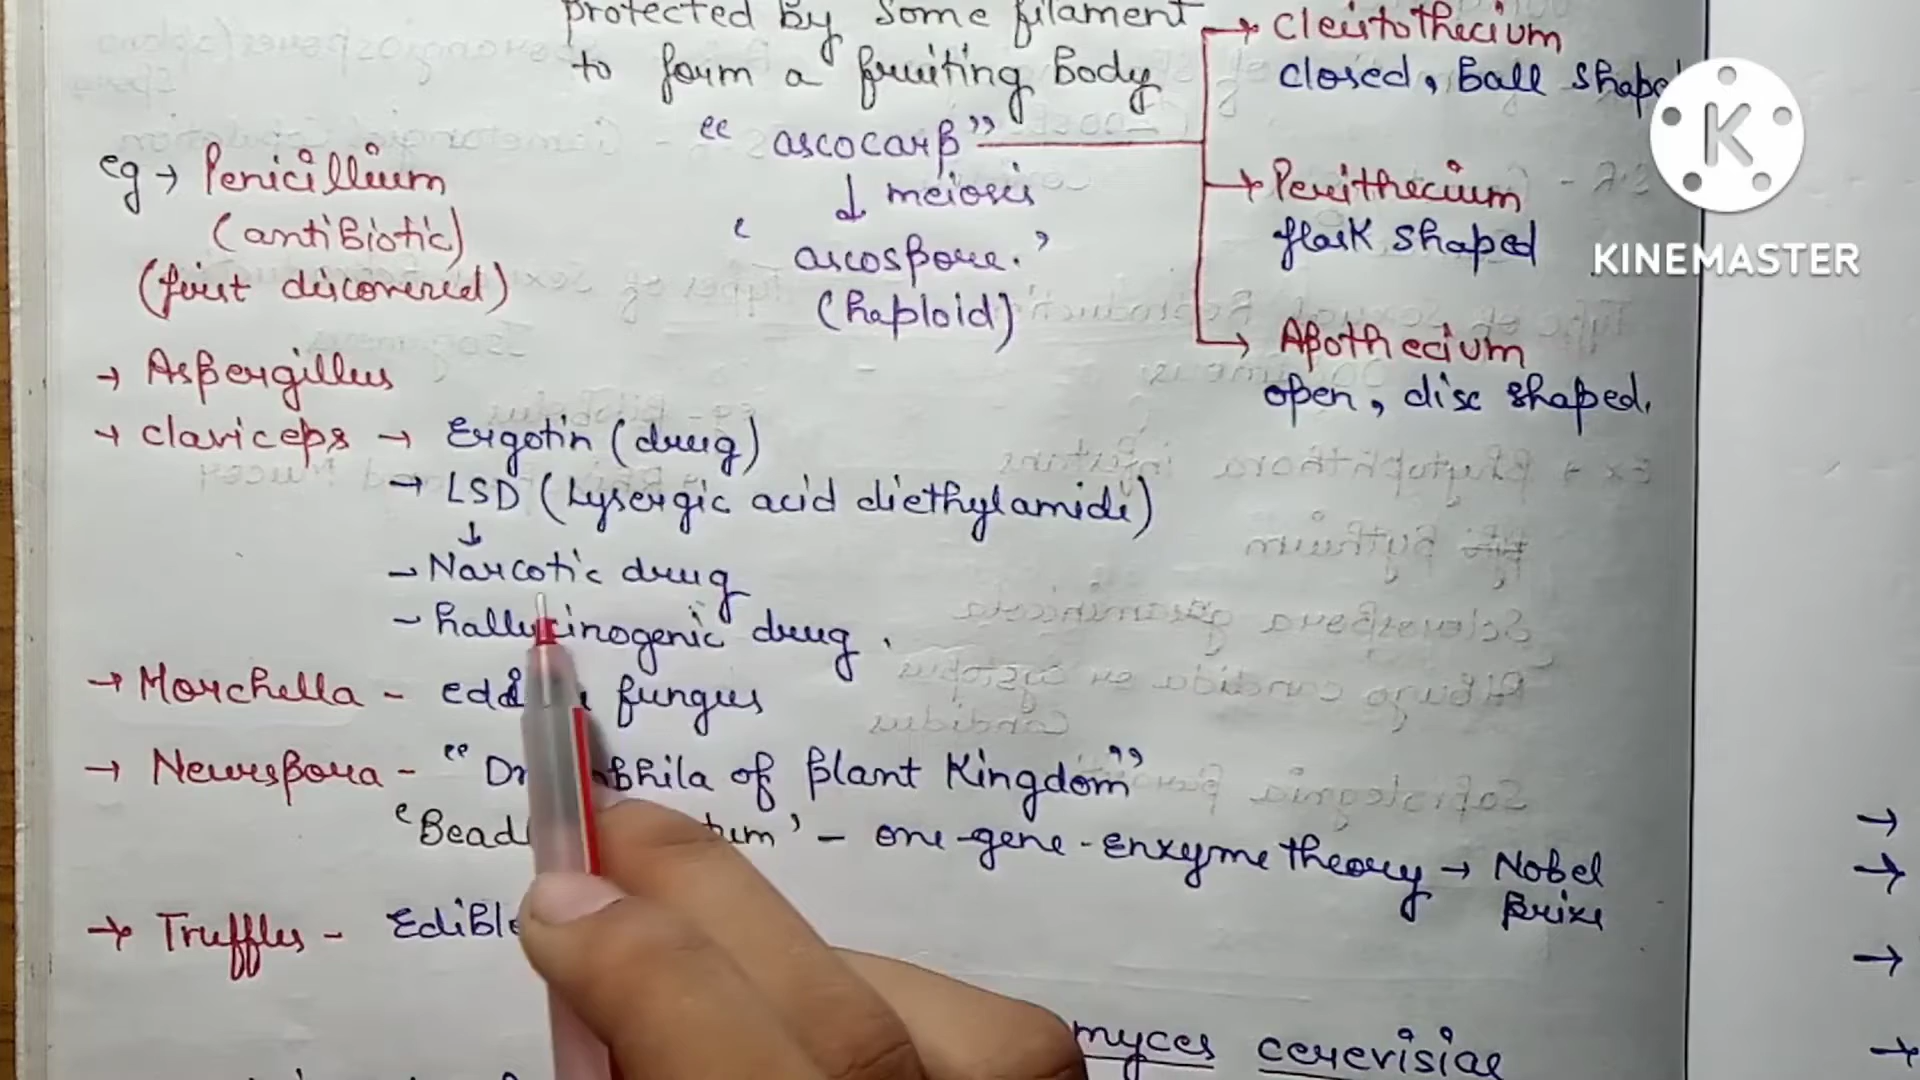 protected by some filament
to form a fruiting Body
"ascocarp"
↓ meiosis
'ascospore.'
(haploid)
→ Cleistothecium
closed, Ball shape
→ Perithecium
flask shaped
→ Apothecium
open, disc shaped.
KINEMASTER
eg → Penicillium
(antiBiotic)
(first discovered)
→ Aspergillus
→ claviceps → Ergotin (drug)
→ LSD (Lysergic acid diethylamide)
↓
- Narcotic drug
- hallucinogenic drug.
→ Morchella - fungus
→ Neurospora - " of plant Kingdom"
' - one-gene-enzyme theory → Nobel
prize
→ Truffles - Edible
myces cerevisiae